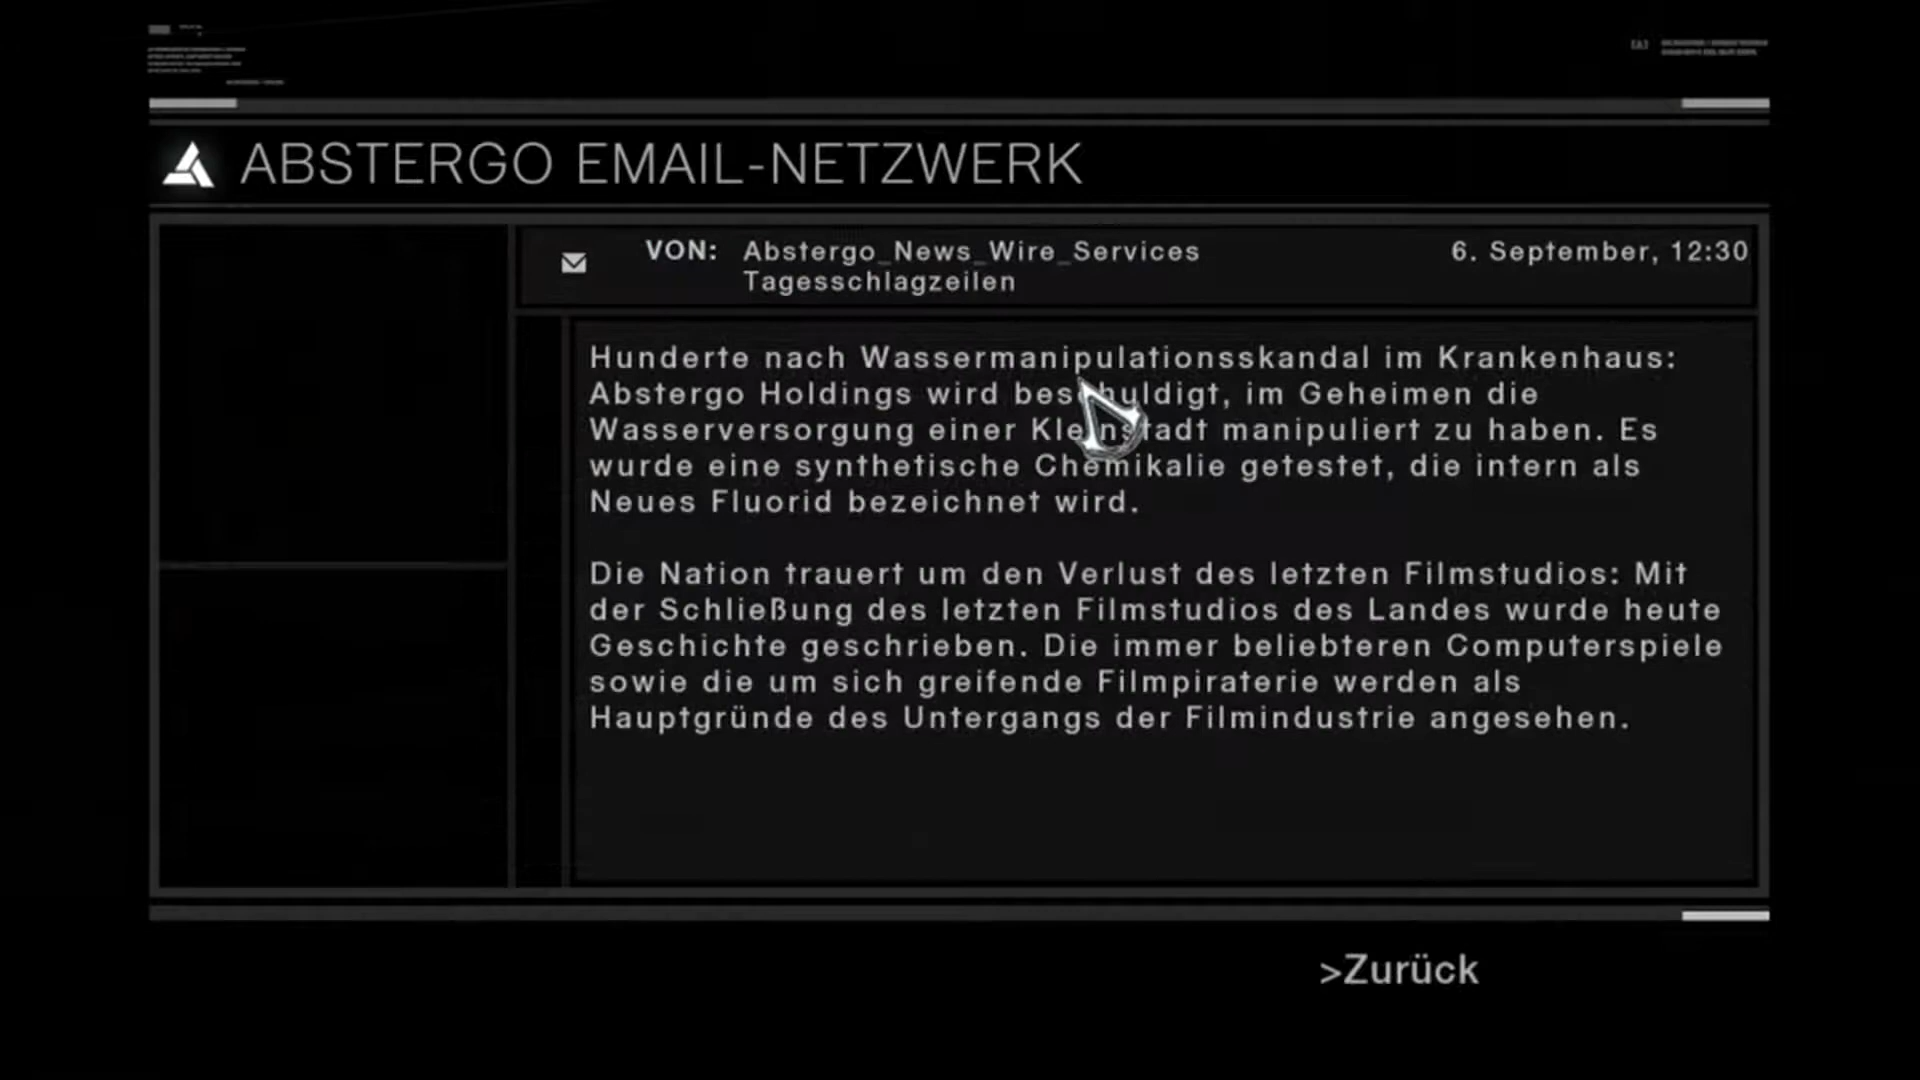 ABSTERGO EMAIL-NETZWERK
VON: Abstergo_News_Wire_Services 6. September, 12:30
Tagesschlagzeilen
Hunderte nach Wassermanipulationsskandal im Krankenhaus:
Abstergo Holdings wird beschuldigt, im Geheimen die
Wasserversorgung einer Kleinstadt manipuliert zu haben. Es
wurde eine synthetische Chemikalie getestet, die intern als
Neues Fluorid bezeichnet wird.
Die Nation trauert um den Verlust des letzten Filmstudios: Mit
der Schließung des letzten Filmstudios des Landes wurde heute
Geschichte geschrieben. Die immer beliebteren Computerspiele
sowie die um sich greifende Filmpiraterie werden als
Hauptgründe des Untergangs der Filmindustrie angesehen.
>Zurück